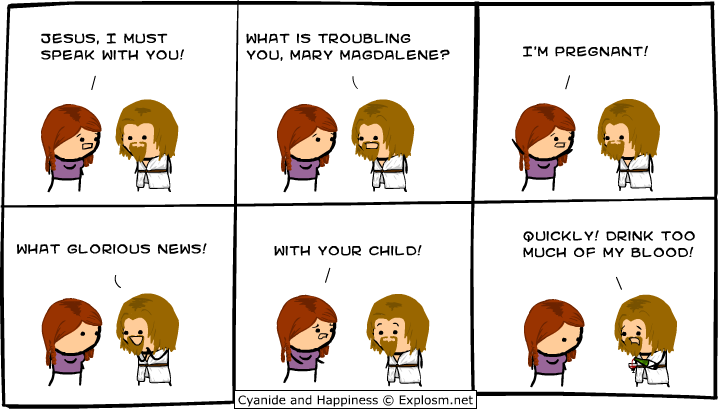 JESUS, I MUST
SPEAK WITH YOU!
WHAT IS TROUBLING
YOU, MARY MAGDALENE?
I'M PREGNANT!
WHAT GLORIOUS NEWS!
WITH YOUR CHILD!
QUICKLY! DRINK TOO
MUCH OF MY BLOOD!
Cyanide and Happiness © Explosm.net